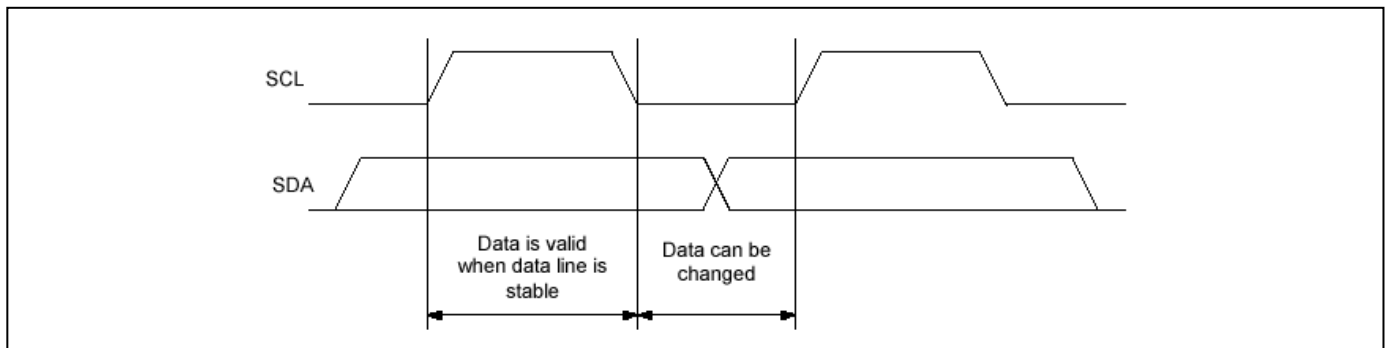 SCL
SDA
Data is valid
when data line is
stable
Data can be
changed